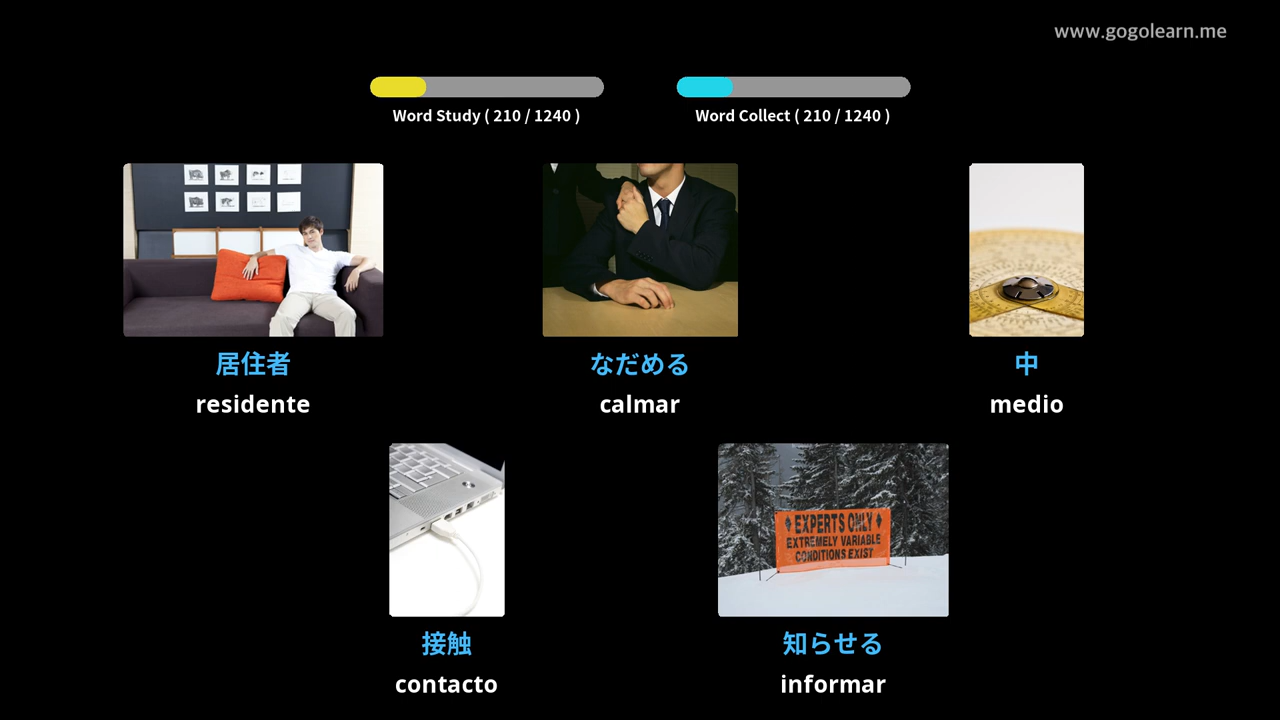 www.gogolearn.me
Word Study ( 210 / 1240 )
Word Collect ( 210 / 1240 )
居住者
residente
なだめる
calmar
中
medio
接触
contacto
EXPERTS ONLY
EXTREMELY VARIABLE
CONDITIONS EXIST
知らせる
informar